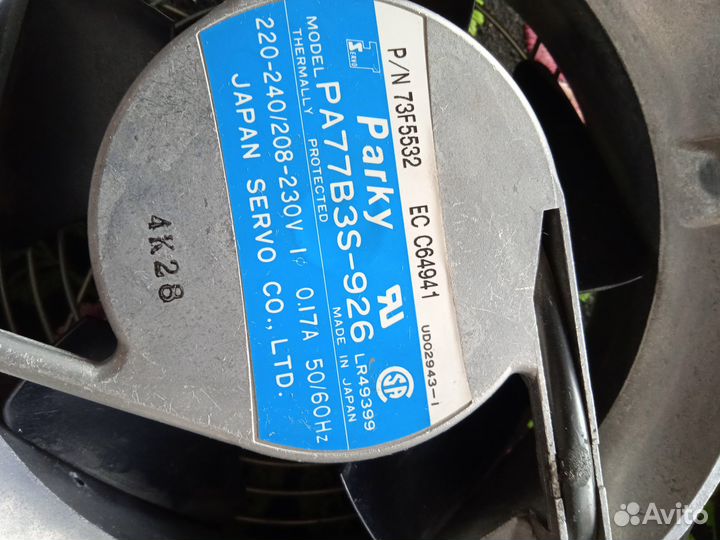 P/N 73F5532 EC C64941
UD02943-1
SERVO
Parky
MODEL PA77B3S-926 LR49399
THERMALLY PROTECTED MADE IN JAPAN
220-240/208-230V 1ϕ 0.17A 50/60Hz
JAPAN SERVO CO., LTD.
4K28
Avito